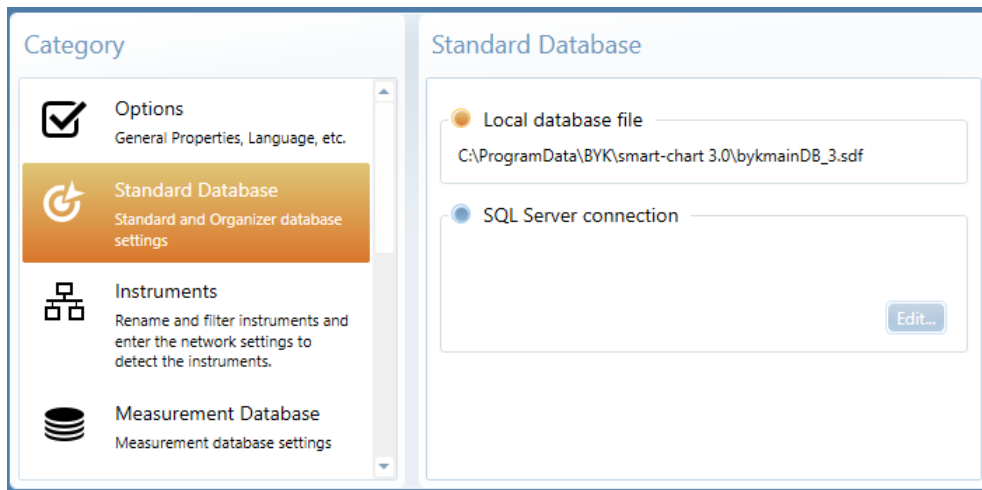 Category
Options
General Properties, Language, etc.
Standard Database
Standard and Organizer database
settings
Instruments
Rename and filter instruments and
enter the network settings to
detect the instruments.
Measurement Database
Measurement database settings
Standard Database
Local database file
C:\ProgramData\BYK\smart-chart 3.0\bykmainDB_3.sdf
SQL Server connection
Edit...